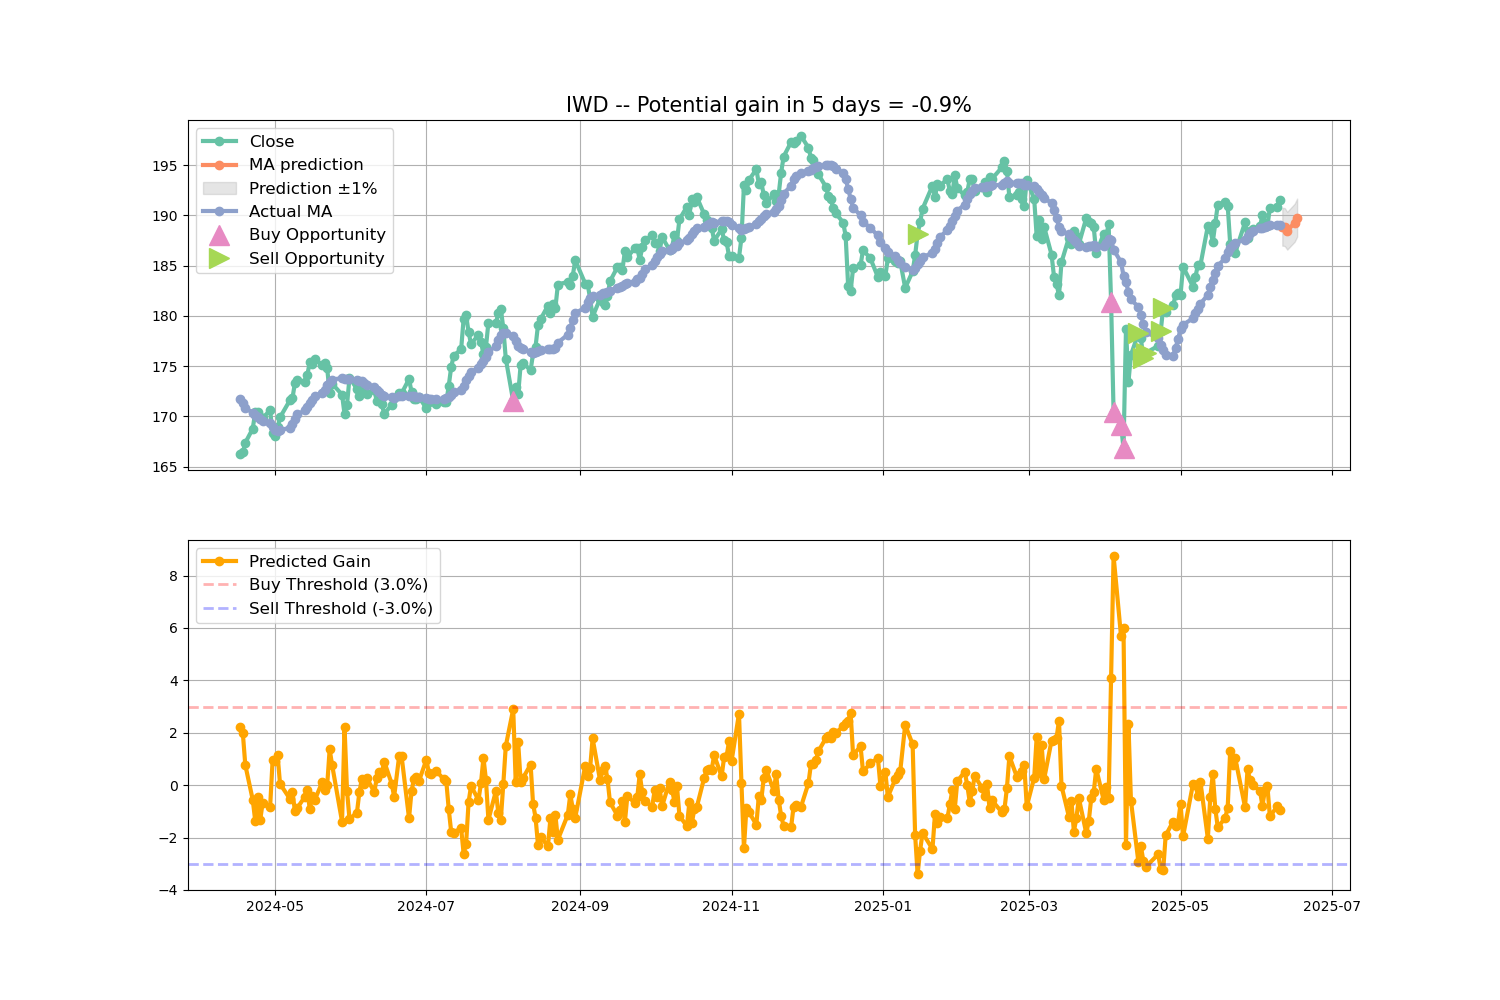 IWD -- Potential gain in 5 days = -0.9%
Close
MA prediction
Prediction ±1%
Actual MA
Buy Opportunity
Sell Opportunity
195
190
185
180
175
170
165
Predicted Gain
Buy Threshold (3.0%)
Sell Threshold (-3.0%)
8
6
4
2
0
−2
−4
2024-05 2024-07 2024-09 2024-11 2025-01 2025-03 2025-05 2025-07